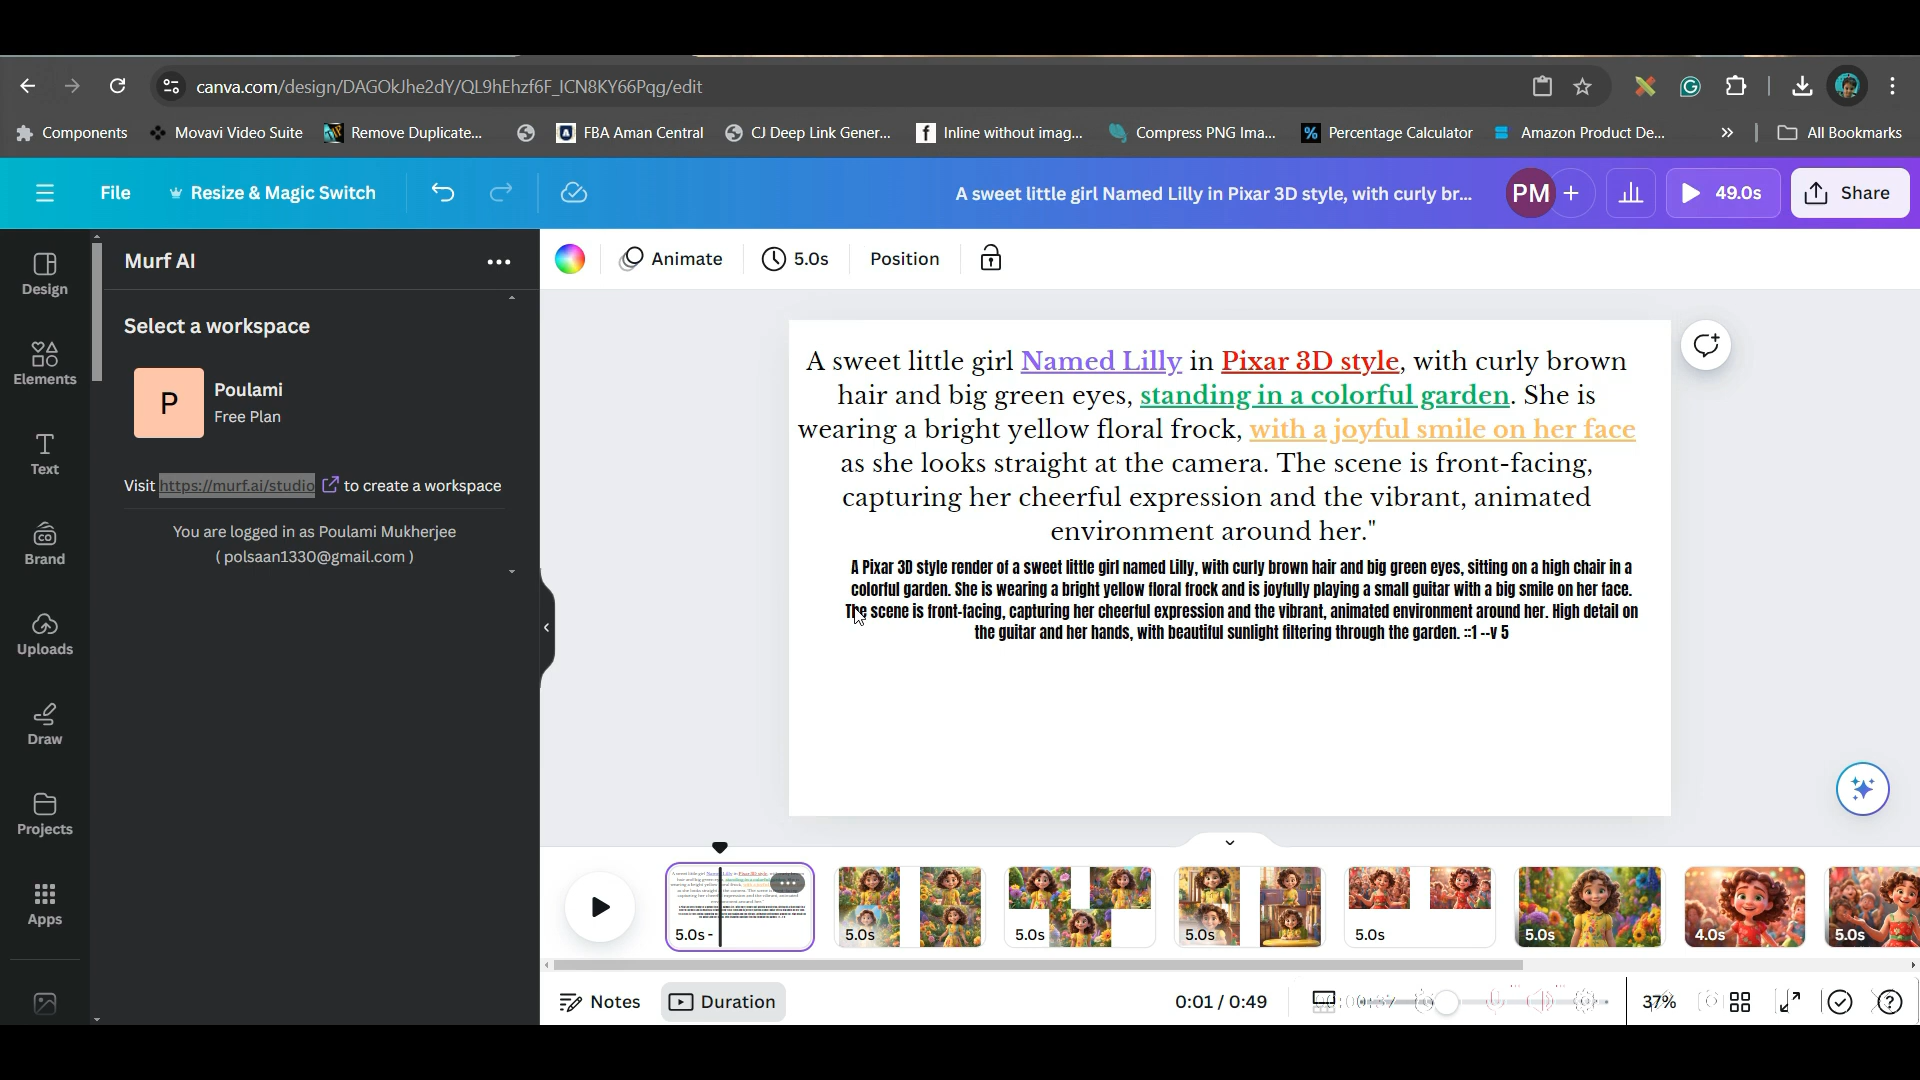 canva.com/design/DAGOkJhe2dY/QL9hEhzf6F_ICN8KY66Pqg/edit
Components
Movavi Video Suite
Remove Duplicate...
FBA Aman Central
CJ Deep Link Gener...
Inline without imag...
Compress PNG Ima...
Percentage Calculator
Amazon Product De...
All Bookmarks
File
Resize & Magic Switch
A sweet little girl Named Lilly in Pixar 3D style, with curly br...
PM
49.0s
Share
Design
Elements
Text
Brand
Uploads
Draw
Projects
Apps
Murf AI
Select a workspace
P
Poulami
Free Plan
Visit https://murf.ai/studio to create a workspace
You are logged in as Poulami Mukherjee
( polsaan1330@gmail.com )
Animate
5.0s
Position
A sweet little girl Named Lilly in Pixar 3D style, with curly brown
hair and big green eyes, standing in a colorful garden. She is
wearing a bright yellow floral frock, with a joyful smile on her face
as she looks straight at the camera. The scene is front-facing,
capturing her cheerful expression and the vibrant, animated
environment around her."
A Pixar 3D style render of a sweet little girl named Lilly, with curly brown hair and big green eyes, sitting on a high chair in a
colorful garden. She is wearing a bright yellow floral frock and is joyfully playing a small guitar with a big smile on her face.
The scene is front-facing, capturing her cheerful expression and the vibrant, animated environment around her. High detail on
the guitar and her hands, with beautiful sunlight filtering through the garden. ::1 --v 5
5.0s -
5.0s
5.0s
5.0s
5.0s
5.0s
4.0s
5.0s
Notes
Duration
0:01 / 0:49
37%